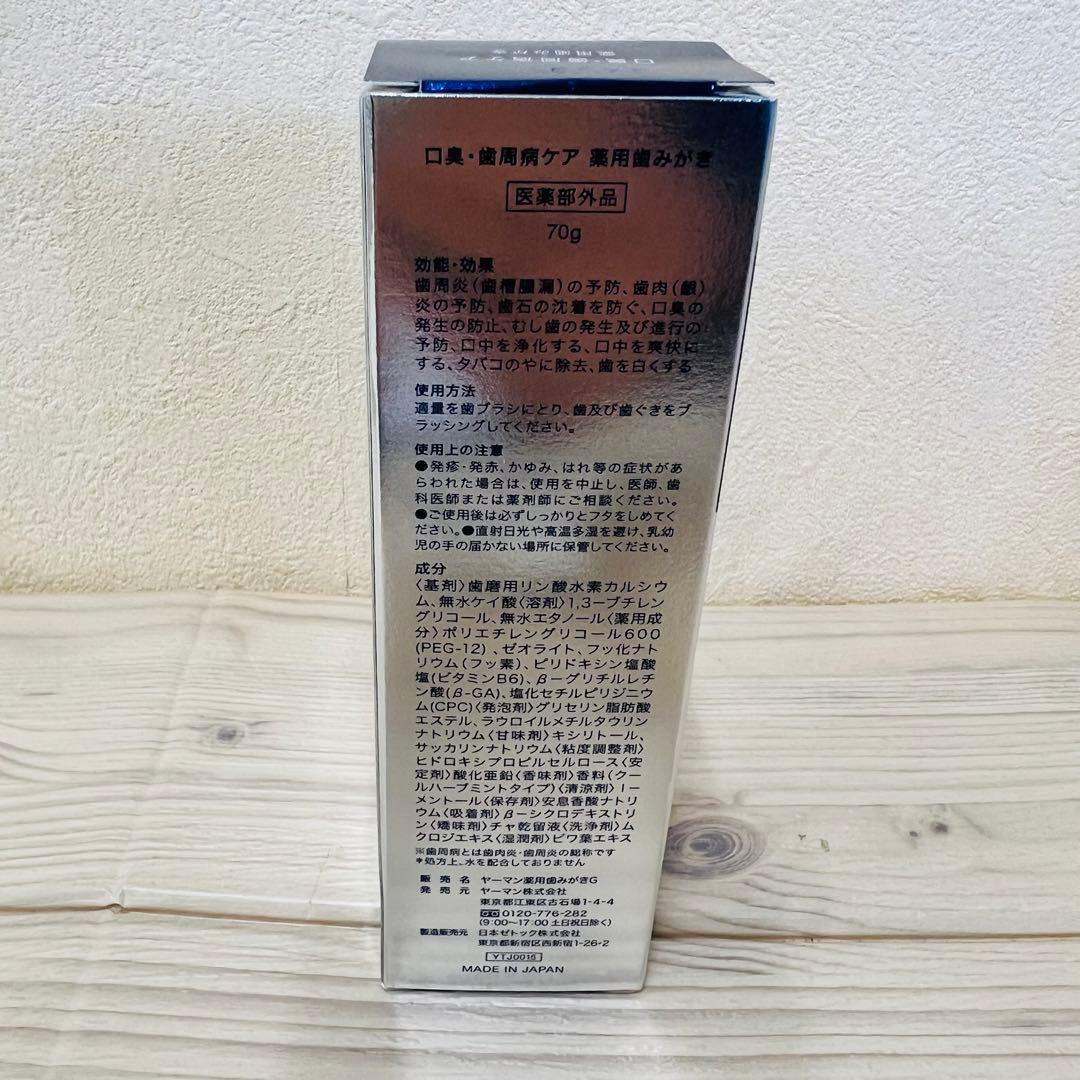 口臭・歯周病ケア
薬用歯みがき
口臭・歯周病ケア 薬用歯みがき
医薬部外品
70g
効能・効果
歯周炎(歯槽膿漏)の予防、歯肉(齦)
炎の予防、歯石の沈着を防ぐ、口臭の
発生の防止、むし歯の発生及び進行の
予防、口中を浄化する、口中を爽快に
する、タバコのやに除去、歯を白くする
使用方法
適量を歯ブラシにとり、歯及び歯ぐきをブ
ラッシングしてください。
使用上の注意
●発疹・発赤、かゆみ、はれ等の症状があ
らわれた場合は、使用を中止し、医師、歯
科医師または薬剤師にご相談ください。
●ご使用後は必ずしっかりとフタをしめてく
ださい。●直射日光や高温多湿を避け、乳幼
児の手の届かない場所に保管してください。
成分
〈基剤〉歯磨用リン酸水素カルシウ
ム、無水ケイ酸〈溶剤〉1,3-ブチレン
グリコール、無水エタノール〈薬用成
分〉ポリエチレングリコール600
(PEG-12)、ゼオライト、フッ化ナト
リウム(フッ素)、ピリドキシン塩酸
塩(ビタミンB6)、β-グリチルレチ
ン酸(β-GA)、塩化セチルピリジニウ
ム(CPC)〈発泡剤〉グリセリン脂肪酸
エステル、ラウロイルメチルタウリン
ナトリウム〈甘味剤〉キシリトール、
サッカリンナトリウム〈粘度調整剤〉
ヒドロキシプロピルセルロース〈安
定剤〉酸化亜鉛〈香味剤〉香料(クー
ルハーブミントタイプ)〈清涼剤〉l-
メントール〈保存剤〉安息香酸ナトリ
ウム〈吸着剤〉β-シクロデキストリ
ン〈矯味剤〉チャ乾留液〈洗浄剤〉ム
クロジエキス〈湿潤剤〉ビワ葉エキス
※歯周病とは歯肉炎・歯周炎の総称です
*処方上、水を配合しておりません
販売名 ヤーマン薬用歯みがきG
発売元 ヤーマン株式会社
東京都江東区古石場1-4-4
0120-776-282
(9:00~17:00 土日祝日除く)
製造販売元 日本ゼトック株式会社
東京都新宿区西新宿1-26-2
YTJ0016
MADE IN JAPAN